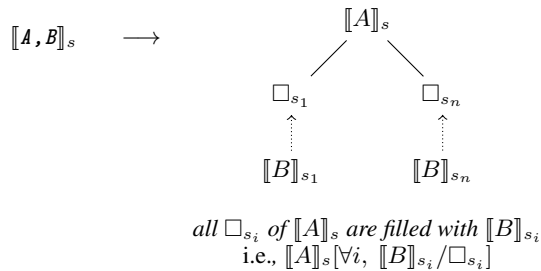 ⟦A,B⟧ₛ ⟶ ⟦A⟧ₛ
□ₛ₁ □ₛₙ
⟦B⟧ₛ₁ ⟦B⟧ₛₙ
all □ₛᵢ of ⟦A⟧ₛ are filled with ⟦B⟧ₛᵢ
i.e., ⟦A⟧ₛ[∀i, ⟦B⟧ₛᵢ/□ₛᵢ]